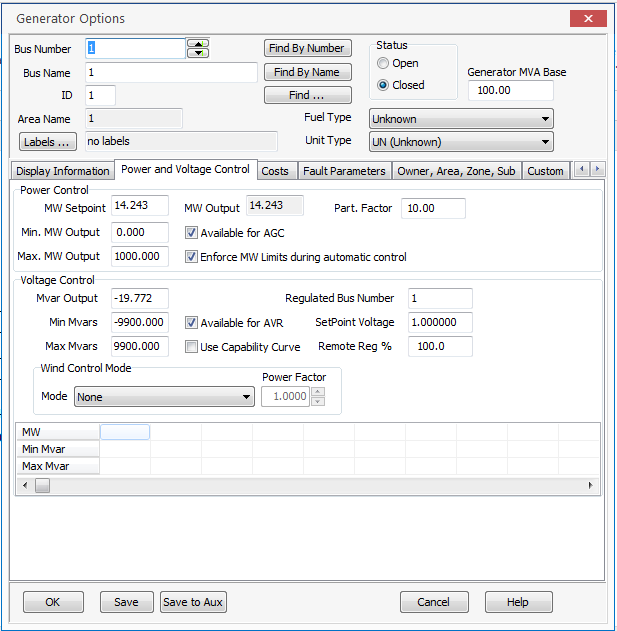 Generator Options
Bus Number 1 Find By Number Status
Open
Bus Name 1 Find By Name Generator MVA Base
Closed
ID 1 Find ... 100.00
Area Name 1 Fuel Type Unknown
Labels ... no labels Unit Type UN (Unknown)
Display Information Power and Voltage Control Costs Fault Parameters Owner, Area, Zone, Sub Custom
Power Control
MW Setpoint 14.243 MW Output 14.243 Part. Factor 10.00
Min. MW Output 0.000 Available for AGC
Max. MW Output 1000.000 Enforce MW Limits during automatic control
Voltage Control
Mvar Output -19.772 Regulated Bus Number 1
Min Mvars -9900.000 Available for AVR SetPoint Voltage 1.000000
Max Mvars 9900.000 Use Capability Curve Remote Reg % 100.0
Wind Control Mode
Power Factor
Mode None 1.0000
MW
Min Mvar
Max Mvar
OK Save Save to Aux Cancel Help